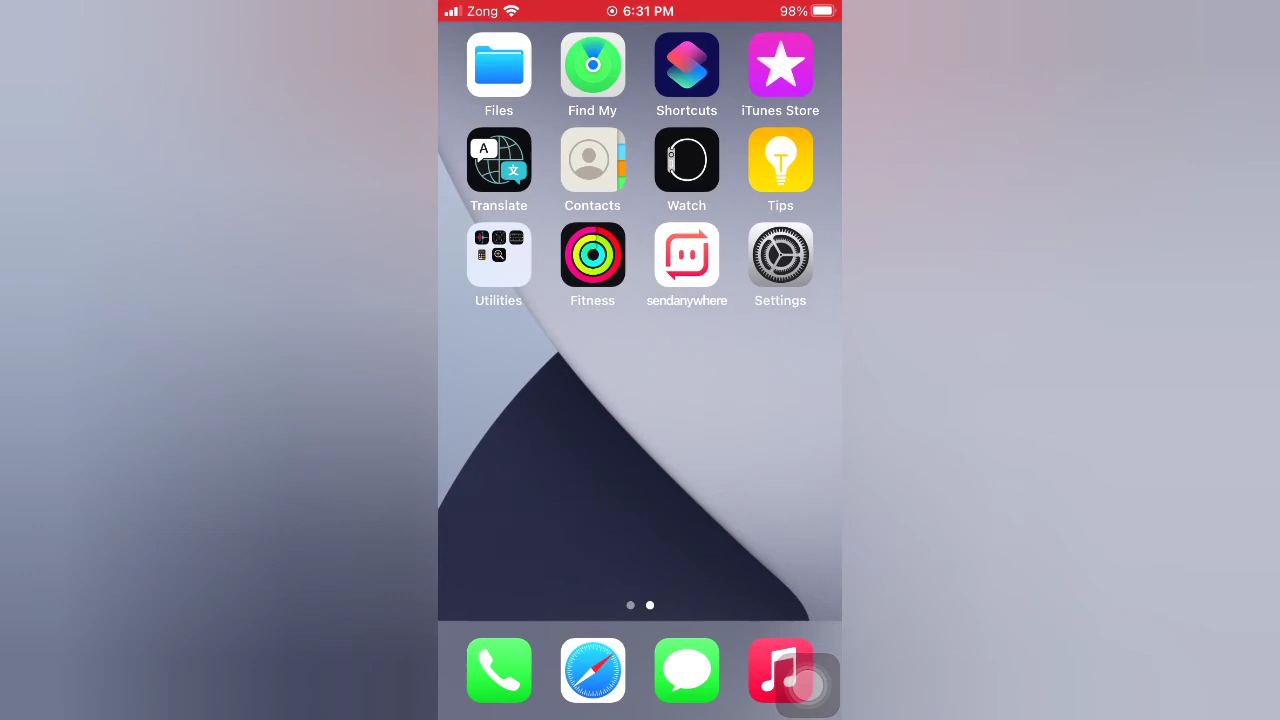 Zong 6:31 PM 98%
Files Find My Shortcuts iTunes Store
A 文
Translate Contacts Watch Tips
Utilities Fitness sendanywhere Settings